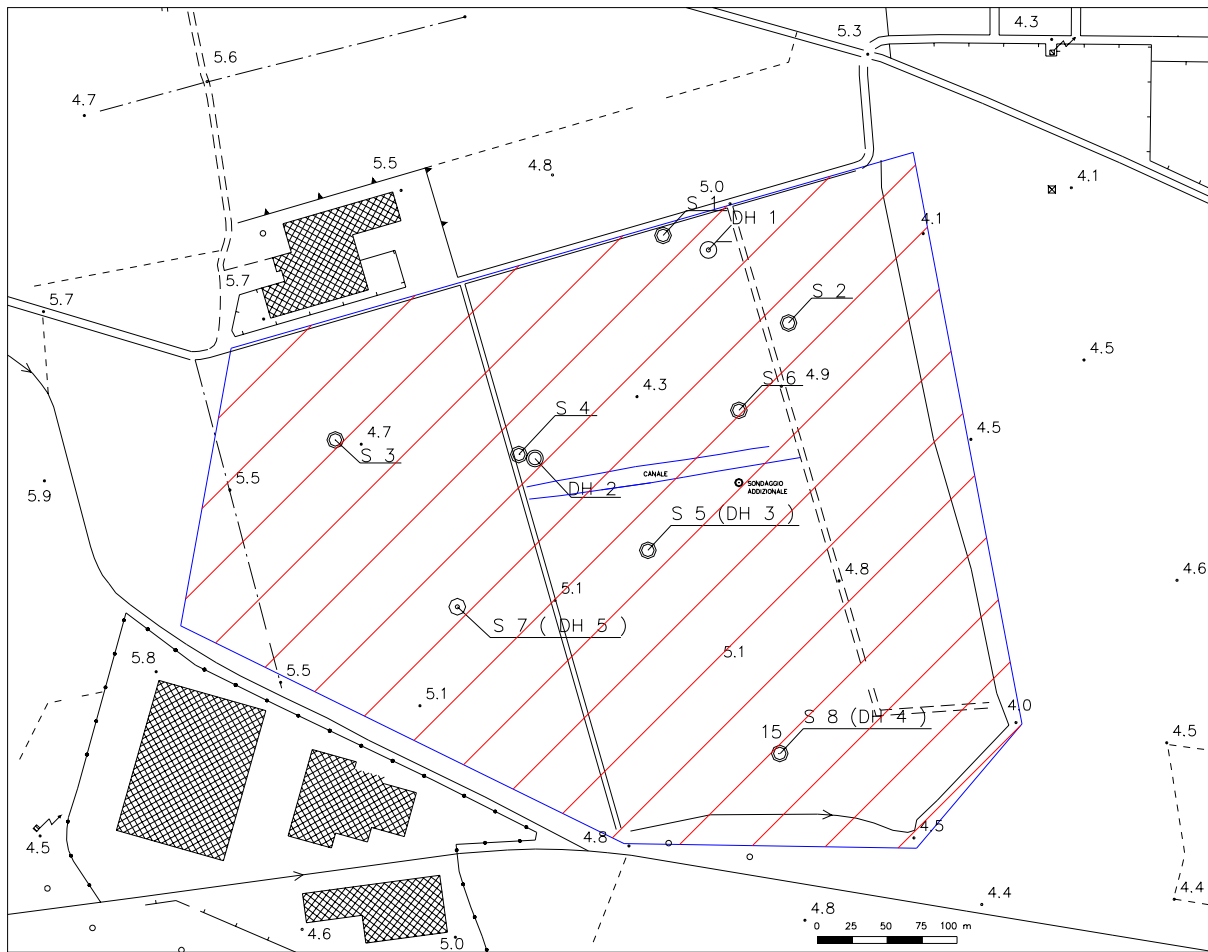 4.3
5.3
5.6
4.7
5.5
4.8
4.1
5.0
S 1
DH 1
4.1
5.7
5.7
S 2
4.5
S 6
4.9
4.3
S 4
4.7
S 3
4.5
CANALE
SONDAGGIO
ADDIZIONALE
DH 2
5.5
5.9
S 5 (DH 3 )
4.8
4.6
5.1
S 7 ( DH 5 )
5.1
5.8
5.5
5.1
4.0
S 8 (DH 4 )
15
4.5
4.8
4.5
4.5
4.4
4.4
4.8
4.6
5.0
0 25 50 75 100 m